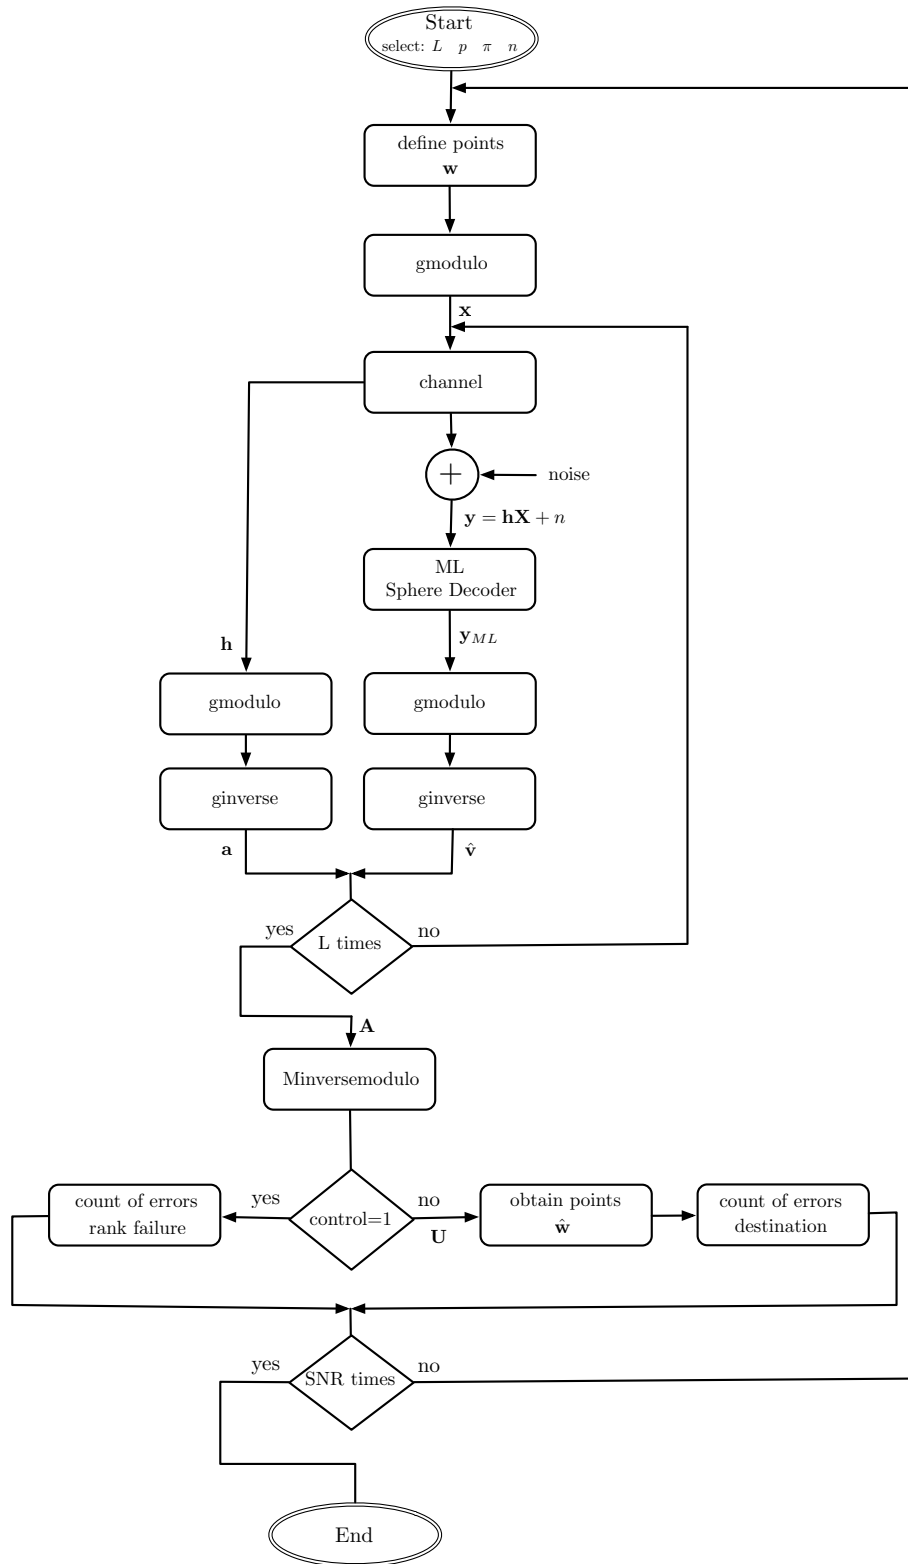 Start
select: L p π n
define points
w
gmodulo
x
channel
noise
y = hX + n
ML
Sphere Decoder
h
y_{ML}
gmodulo gmodulo
ginverse ginverse
a v̂
yes no
L times
A
Minversemodulo
count of errors
rank failure
yes
control=1
no
U
obtain points
ŵ
count of errors
destination
yes no
SNR times
End